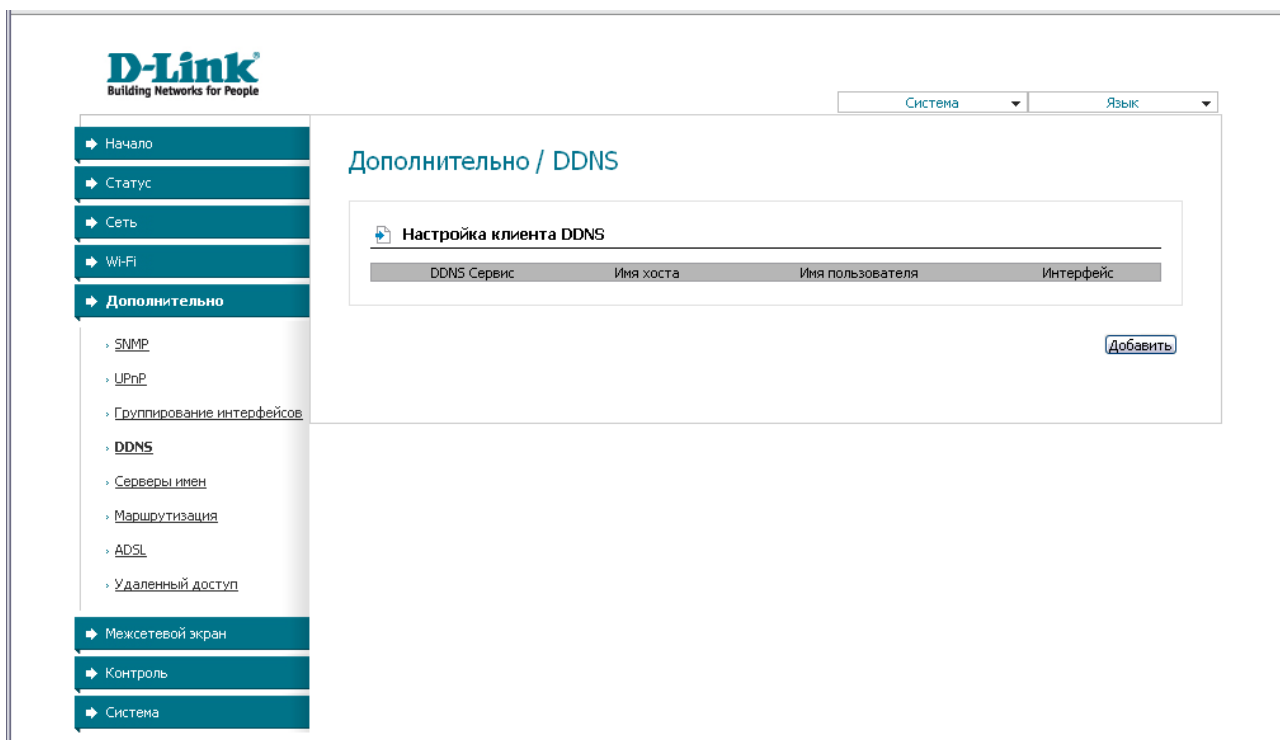 D-Link
Building Networks for People
Система
Язык
Начало
Статус
Сеть
Wi-Fi
Дополнительно
SNMP
UPnP
Группирование интерфейсов
DDNS
Серверы имен
Маршрутизация
ADSL
Удаленный доступ
Межсетевой экран
Контроль
Система
Дополнительно / DDNS
Настройка клиента DDNS
DDNS Сервис Имя хоста Имя пользователя Интерфейс
Добавить